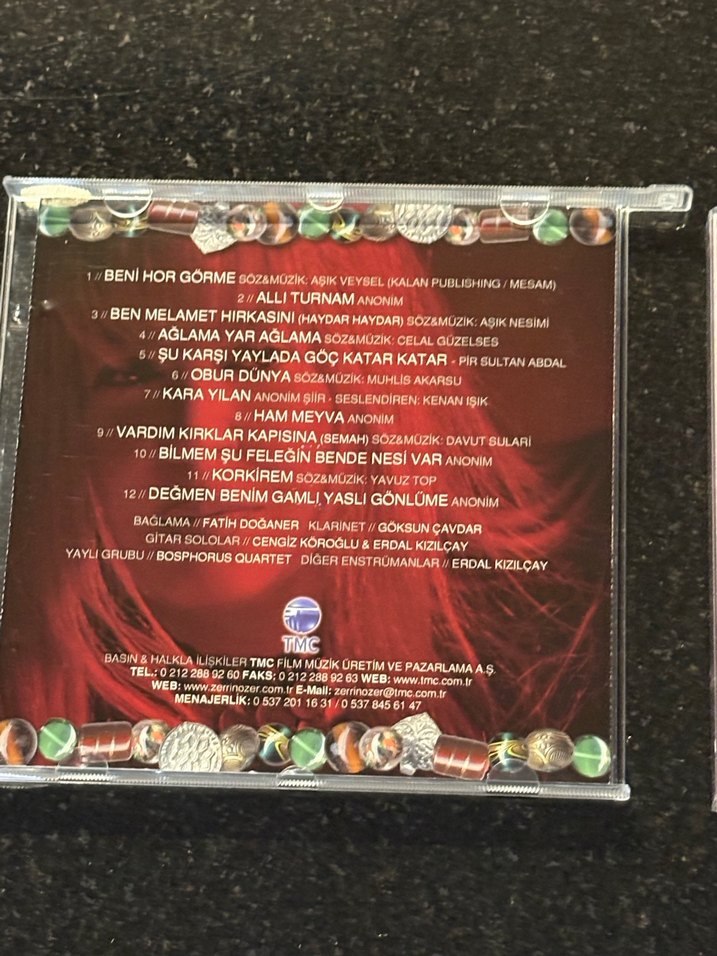 1 // BENİ HOR GÖRME SÖZ&MÜZİK: AŞIK VEYSEL (KALAN PUBLISHING / MESAM)
2 // ALLI TURNAM ANONİM
3 // BEN MELAMET HIRKASINI (HAYDAR HAYDAR) SÖZ&MÜZİK: AŞIK NESIMI
4 // AĞLAMA YAR AĞLAMA SÖZ&MÜZİK: CELAL GÜZELSES
5 // ŞU KARŞI YAYLADA GÖÇ KATAR KATAR - PİR SULTAN ABDAL
6 // OBUR DÜNYA SÖZ&MÜZİK: MUHLİS AKARSU
7 // KARA YILAN ANONİM ŞİİR - SESLENDİREN: KENAN IŞIK
8 // HAM MEYVA ANONİM
9 // VARDIM KIRKLAR KAPISINA (SEMAH) SÖZ&MÜZİK: DAVUT SULARİ
10 // BİLMEM ŞU FELEĞİN BENDE NESİ VAR ANONİM
11 // KORKİREM SÖZ&MÜZİK: YAVUZ TOP
12 // DEĞMEN BENİM GAMLI YASLI GÖNLÜME ANONİM
BAĞLAMA // FATİH DOĞANER KLARİNET // GÖKSUN ÇAVDAR
GİTAR SOLOLAR // CENGİZ KÖROĞLU & ERDAL KIZILÇAY
YAYLI GRUBU // BOSPHORUS QUARTET DİĞER ENSTRÜMANLAR // ERDAL KIZILÇAY
TMC
BASIN & HALKLA İLİŞKİLER TMC FİLM MÜZİK ÜRETİM VE PAZARLAMA A.Ş.
TEL.: 0 212 288 92 60 FAKS: 0 212 288 92 63 WEB: www.tmc.com.tr
WEB: www.zerrinozer.com.tr E-Mail: zerrinozer@tmc.com.tr
MENAJERLİK: 0 537 201 16 31 / 0 537 845 61 47